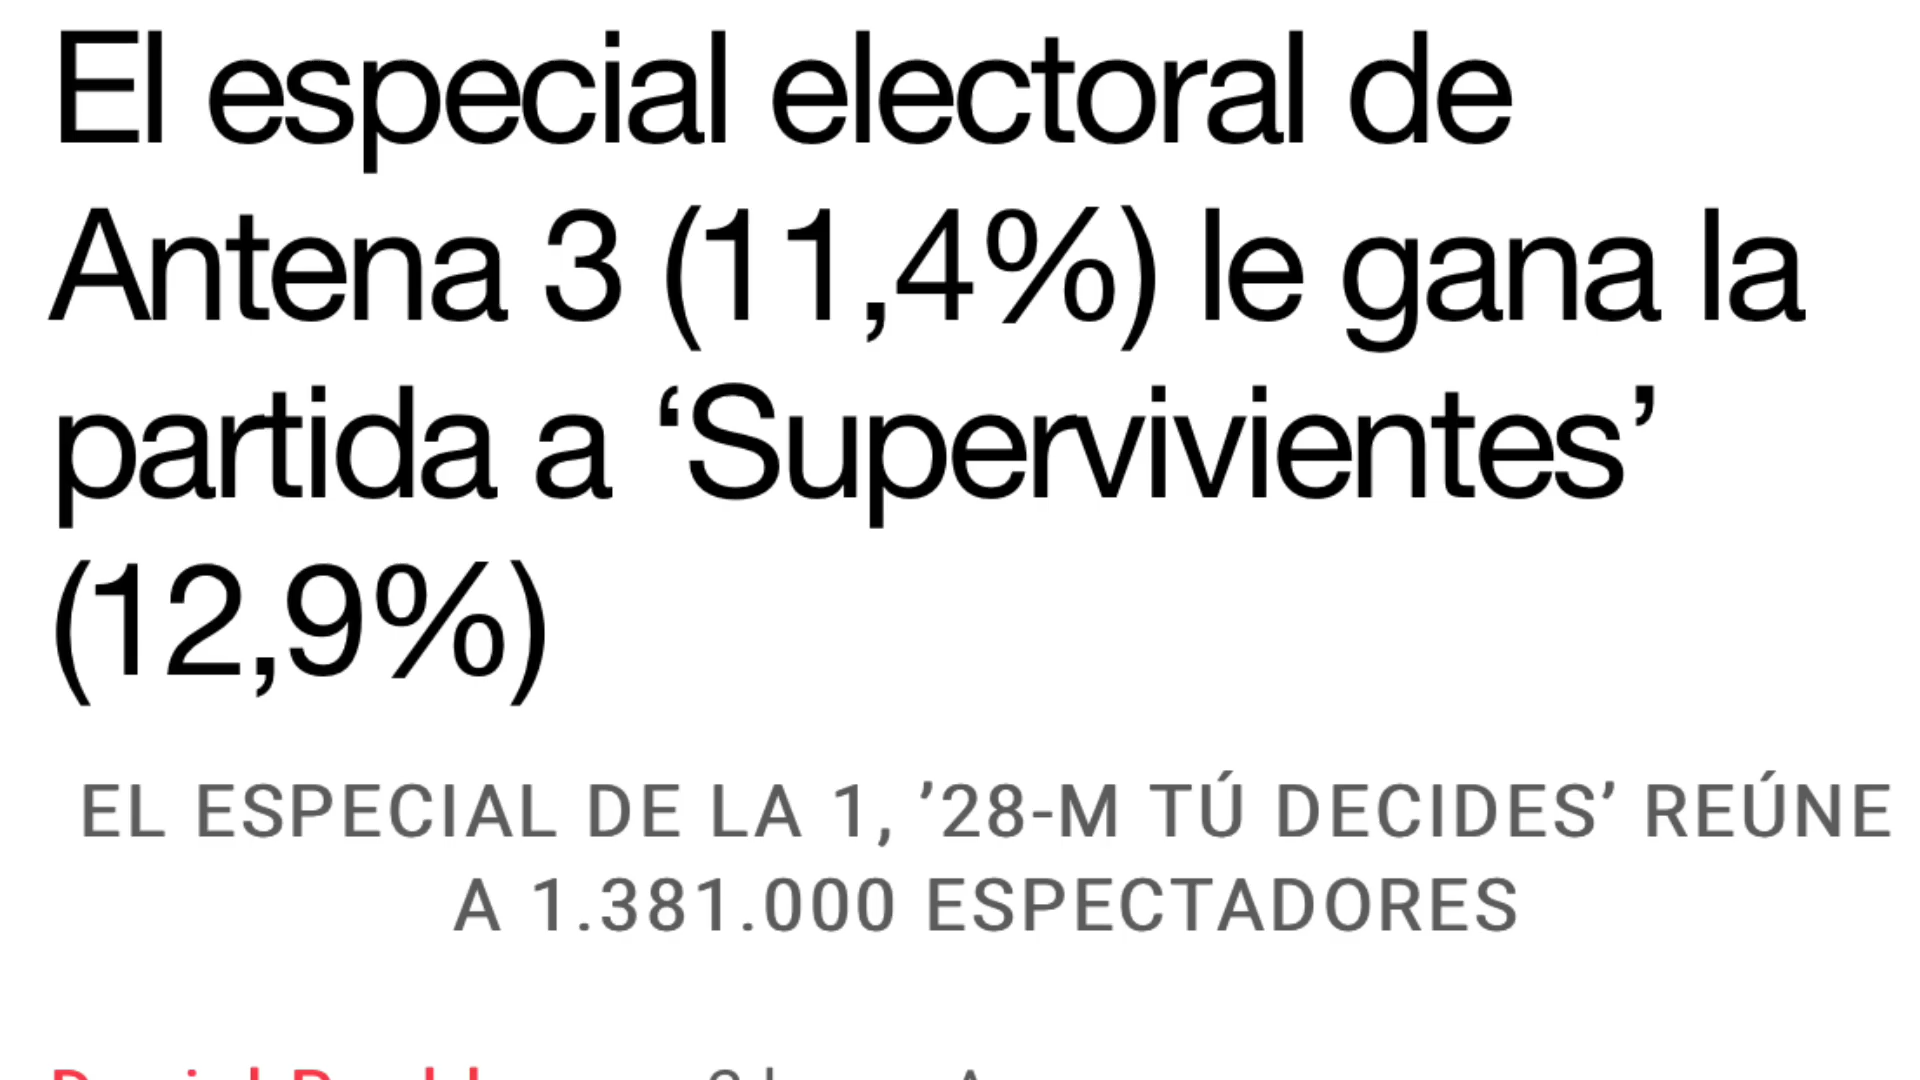 El especial electoral de
Antena 3 (11,4%) le gana la
partida a ‘Supervivientes’
(12,9%)
EL ESPECIAL DE LA 1, ’28-M TÚ DECIDES’ REÚNE
A 1.381.000 ESPECTADORES